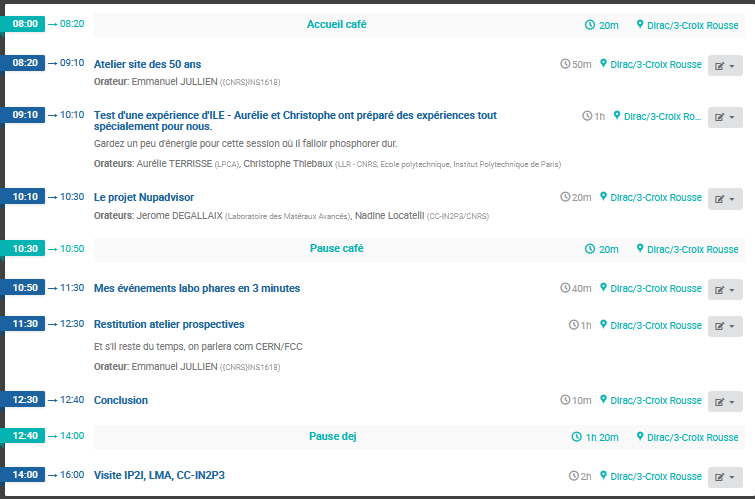 08:00 → 08:20 Accueil café 20m Dirac/3-Croix Rousse
08:20 → 09:10 Atelier site des 50 ans 50m Dirac/3-Croix Rousse
Orateur: Emmanuel JULLIEN ({CNRS}INS1618)
09:10 → 10:10 Test d'une expérience d'ILE - Aurélie et Christophe ont préparé des expériences tout 1h Dirac/3-Croix Ro...
spécialement pour nous.
Gardez un peu d'énergie pour cette session où il falloir phosphorer dur.
Orateurs: Aurélie TERRISSE (LPCA), Christophe Thiebaux (LLR - CNRS, Ecole polytechnique, Institut Polytechnique de Paris)
10:10 → 10:30 Le projet Nupadvisor 20m Dirac/3-Croix Rousse
Orateurs: Jerome DEGALLAIX (Laboratoire des Matéraux Avancés), Nadine Locatelli (CC-IN2P3/CNRS)
10:30 → 10:50 Pause café 20m Dirac/3-Croix Rousse
10:50 → 11:30 Mes événements labo phares en 3 minutes 40m Dirac/3-Croix Rousse
11:30 → 12:30 Restitution atelier prospectives 1h Dirac/3-Croix Rousse
Et s'il reste du temps, on parlera com CERN/FCC
Orateur: Emmanuel JULLIEN ({CNRS}INS1618)
12:30 → 12:40 Conclusion 10m Dirac/3-Croix Rousse
12:40 → 14:00 Pause dej 1h 20m Dirac/3-Croix Rousse
14:00 → 16:00 Visite IP2I, LMA, CC-IN2P3 2h Dirac/3-Croix Rousse